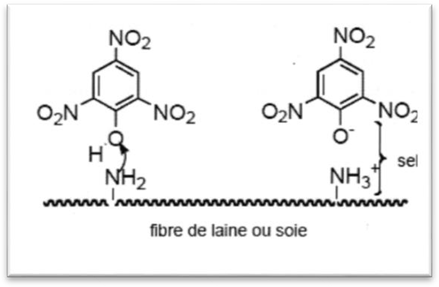 NO₂ NO₂
O₂N NO₂ O₂N NO₂
O O⁻
H sel
NH₂ NH₃⁺
fibre de laine ou soie